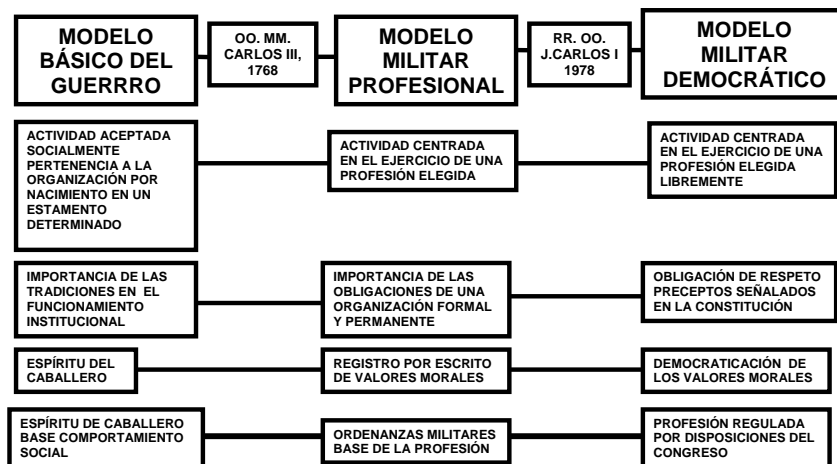 MODELO
BÁSICO DEL
GUERRRO
OO. MM.
CARLOS III,
1768
MODELO
MILITAR
PROFESIONAL
RR. OO.
J.CARLOS I
1978
MODELO
MILITAR
DEMOCRÁTICO
ACTIVIDAD ACEPTADA
SOCIALMENTE
PERTENENCIA A LA
ORGANIZACIÓN POR
NACIMIENTO EN UN
ESTAMENTO
DETERMINADO
ACTIVIDAD CENTRADA
EN EL EJERCICIO DE UNA
PROFESIÓN ELEGIDA
ACTIVIDAD CENTRADA
EN EL EJERCICIO DE UNA
PROFESIÓN ELEGIDA
LIBREMENTE
IMPORTANCIA DE LAS
TRADICIONES EN EL
FUNCIONAMIENTO
INSTITUCIONAL
IMPORTANCIA DE LAS
OBLIGACIONES DE UNA
ORGANIZACIÓN FORMAL
Y PERMANENTE
OBLIGACIÓN DE RESPETO
PRECEPTOS SEÑALADOS
EN LA CONSTITUCIÓN
ESPÍRITU DEL
CABALLERO
REGISTRO POR ESCRITO
DE VALORES MORALES
DEMOCRATICACIÓN DE
LOS VALORES MORALES
ESPÍRITU DE CABALLERO
BASE COMPORTAMIENTO
SOCIAL
ORDENANZAS MILITARES
BASE DE LA PROFESIÓN
PROFESIÓN REGULADA
POR DISPOSICIONES DEL
CONGRESO